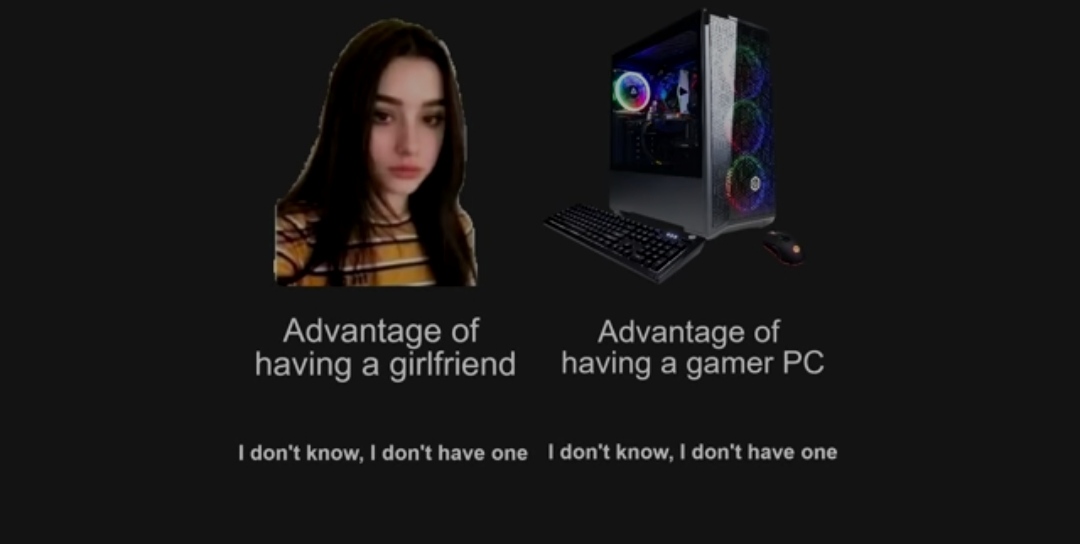 Advantage of
having a girlfriend
I don't know, I don't have one
Advantage of
having a gamer PC
I don't know, I don't have one